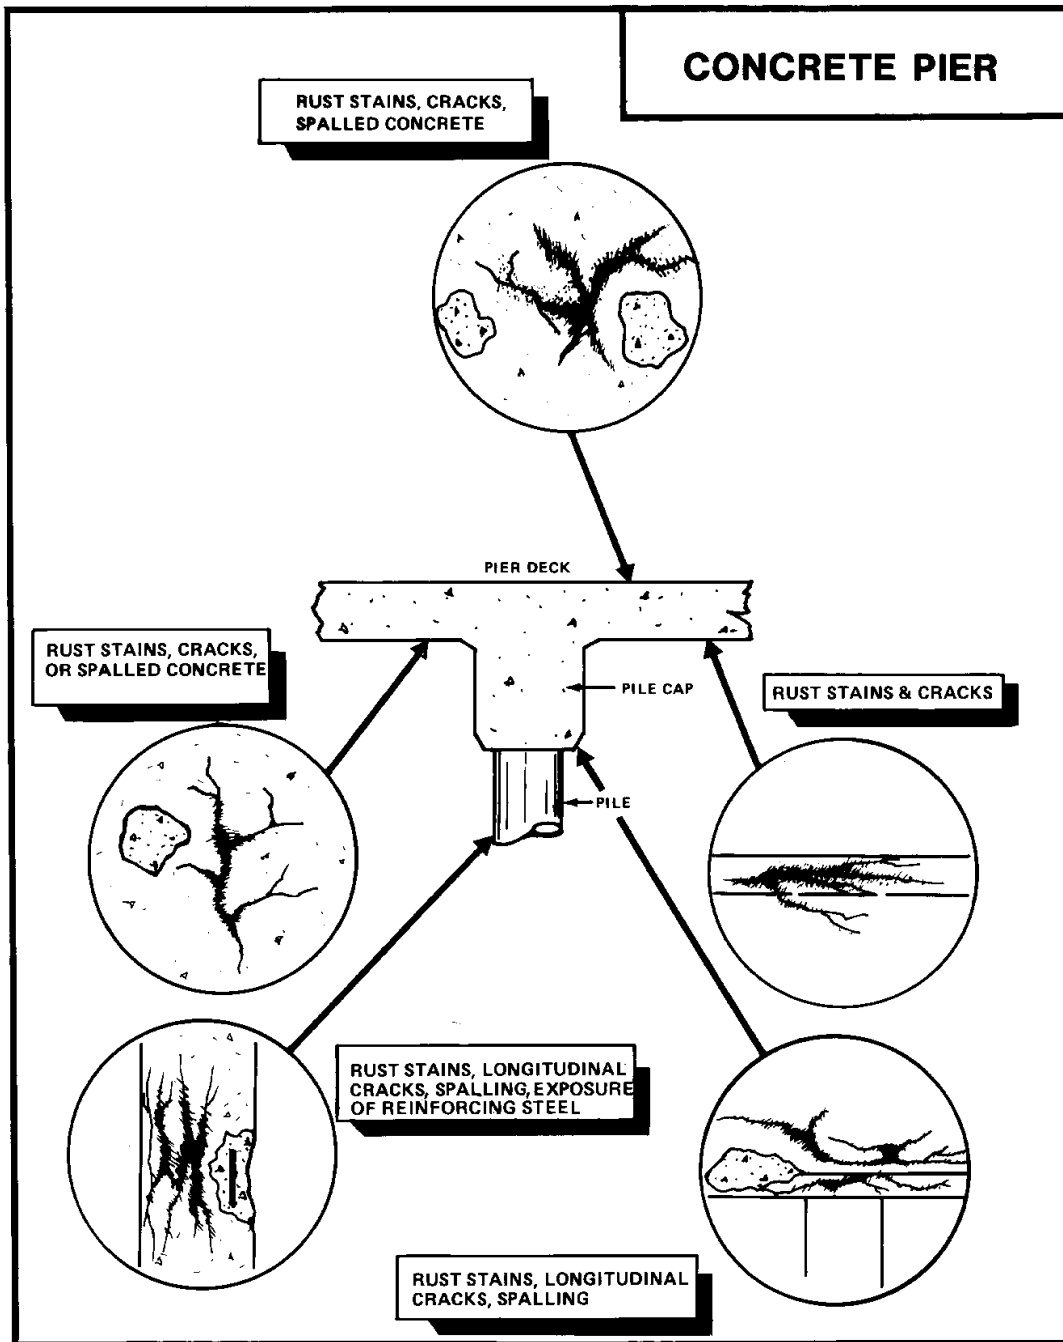 CONCRETE PIER
RUST STAINS, CRACKS,
SPALLED CONCRETE
PIER DECK
RUST STAINS, CRACKS,
OR SPALLED CONCRETE
PILE CAP
RUST STAINS & CRACKS
PILE
RUST STAINS, LONGITUDINAL
CRACKS, SPALLING, EXPOSURE
OF REINFORCING STEEL
RUST STAINS, LONGITUDINAL
CRACKS, SPALLING